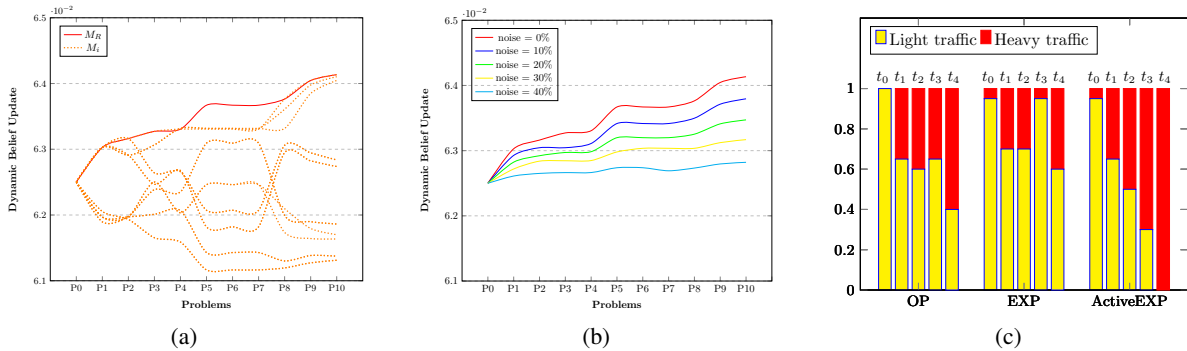 ·10⁻²
6.5
6.4
6.3
6.2
6.1
Dynamic Belief Update
M_R
M_i
P0 P1 P2 P3 P4 P5 P6 P7 P8 P9 P10
Problems
(a)
·10⁻²
6.5
6.4
6.3
6.2
6.1
Dynamic Belief Update
noise = 0%
noise = 10%
noise = 20%
noise = 30%
noise = 40%
P0 P1 P2 P3 P4 P5 P6 P7 P8 P9 P10
Problems
(b)
Light traffic Heavy traffic
t₀ t₁ t₂ t₃ t₄ t₀ t₁ t₂ t₃ t₄ t₀ t₁ t₂ t₃ t₄
1
0.8
0.6
0.4
0.2
0
OP EXP ActiveEXP
(c)